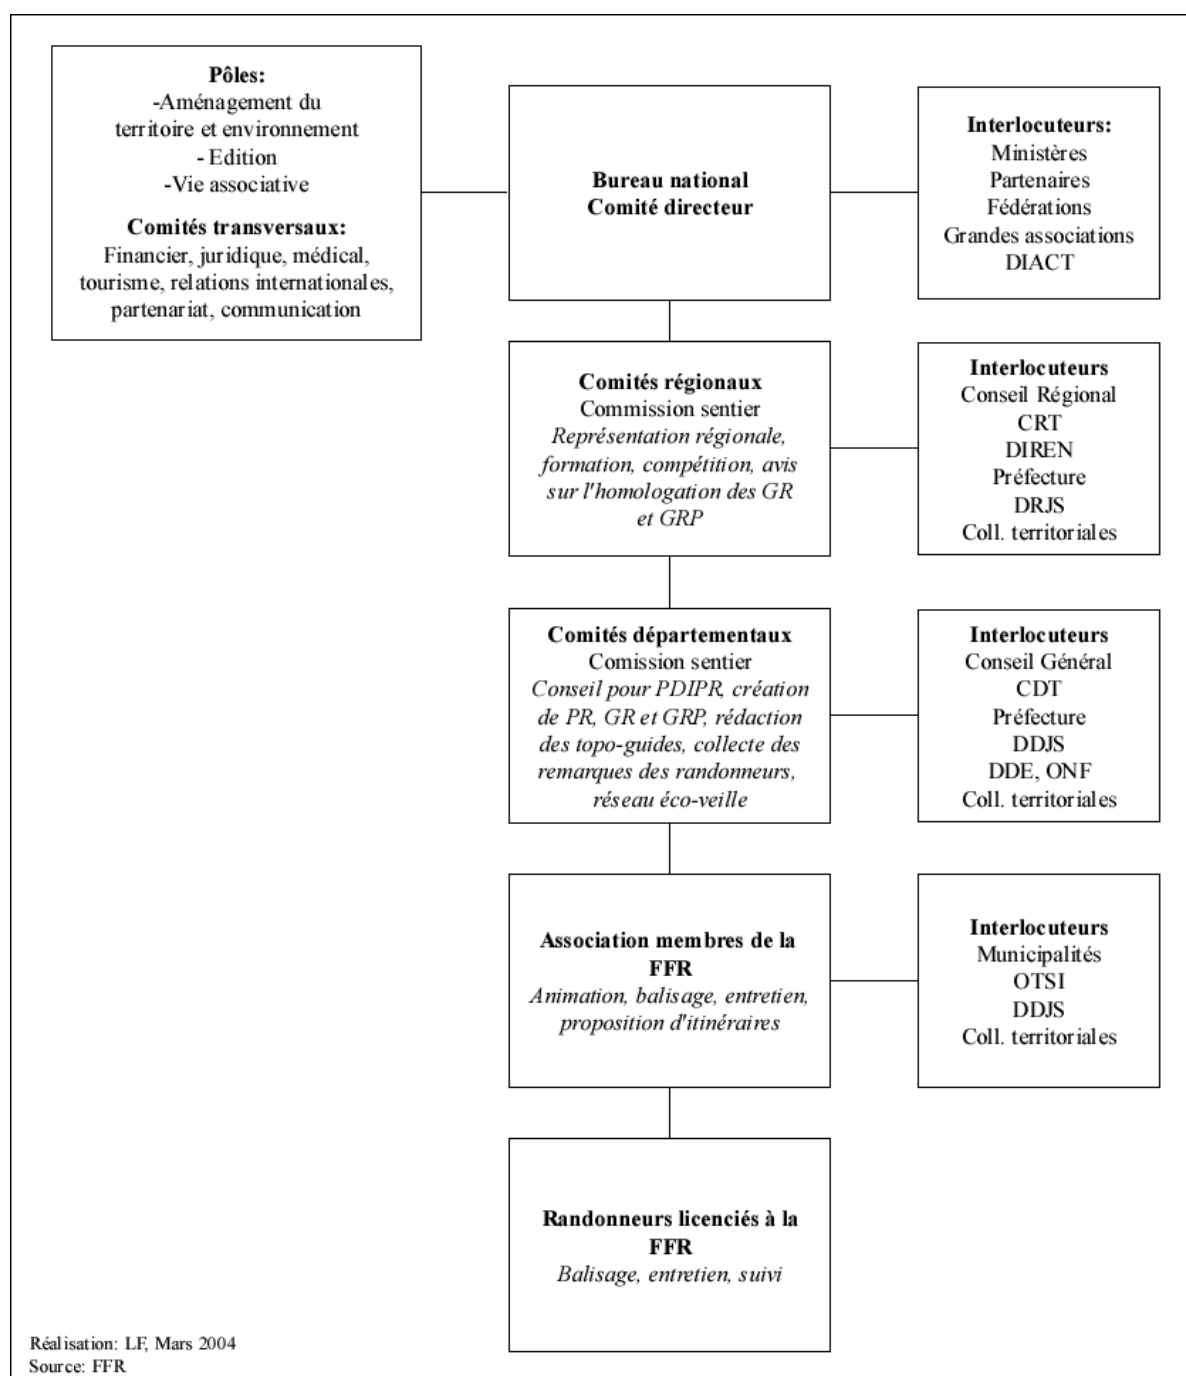 Pôles:
-Aménagement du
territoire et environnement
- Edition
-Vie associative
Comités transversaux:
Financier, juridique, médical,
tourisme, relations internationales,
partenariat, communication
Bureau national
Comité directeur
Interlocuteurs:
Ministères
Partenaires
Fédérations
Grandes associations
DIACT
Comités régionaux
Commission sentier
Représentation régionale,
formation, compétition, avis
sur l'homologation des GR
et GRP
Interlocuteurs
Conseil Régional
CRT
DIREN
Préfecture
DRJS
Coll. territoriales
Comités départementaux
Comission sentier
Conseil pour PDIPR, création
de PR, GR et GRP, rédaction
des topo-guides, collecte des
remarques des randonneurs,
réseau éco-veille
Interlocuteurs
Conseil Général
CDT
Préfecture
DDJS
DDE, ONF
Coll. territoriales
Association membres de la
FFR
Animation, balisage, entretien,
proposition d'itinéraires
Interlocuteurs
Municipalités
OTSI
DDJS
Coll. territoriales
Randonneurs licenciés à la
FFR
Balisage, entretien, suivi
Réalisation: LF, Mars 2004
Source: FFR